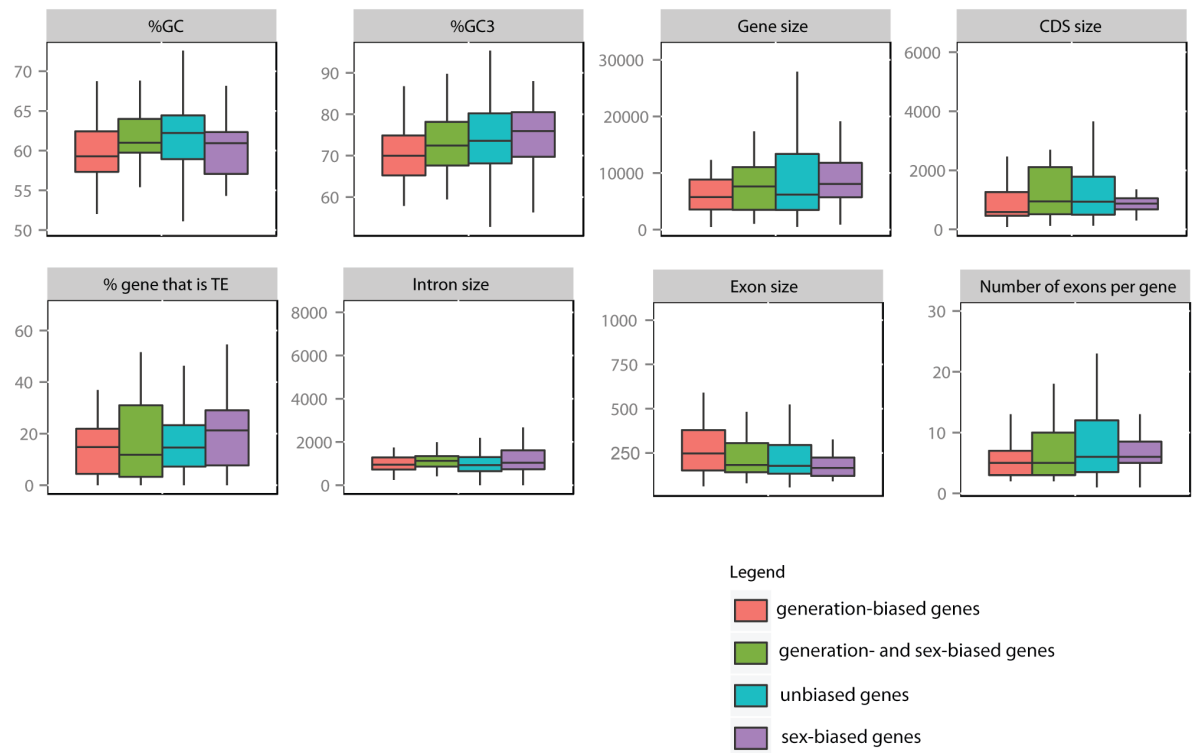 %GC
%GC3
Gene size
CDS size
70
65
60
55
50
90
80
70
60
30000
20000
10000
0
6000
4000
2000
0
% gene that is TE
Intron size
Exon size
Number of exons per gene
60
40
20
0
8000
6000
4000
2000
0
1000
750
500
250
30
20
10
0
Legend
generation-biased genes
generation- and sex-biased genes
unbiased genes
sex-biased genes